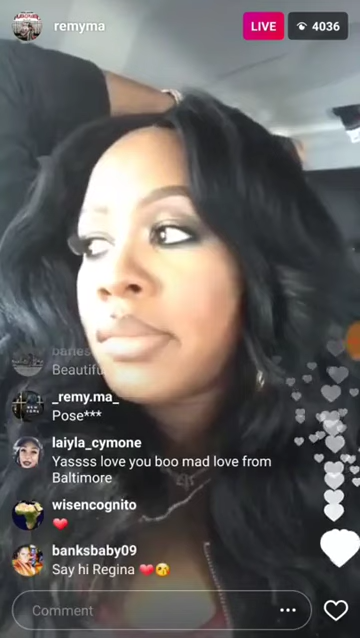 remyma
LIVE
4036
Beautifu
_remy.ma_
Pose***
laiyla_cymone
Yassss love you boo mad love from
Baltimore
wisencognito
❤️
banksbaby09
Say hi Regina ❤️😘
Comment